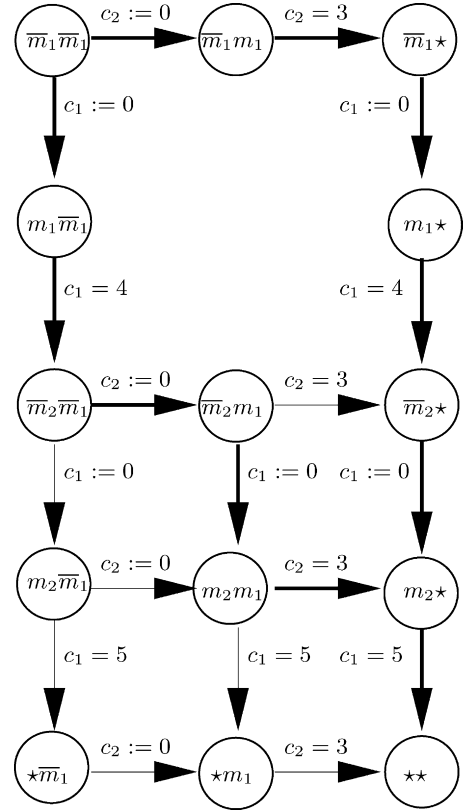 c₂ := 0 c₂ = 3
m̅₁m̅₁ m̅₁m₁ m̅₁⋆
c₁ := 0 c₁ := 0
m₁m̅₁ m₁⋆
c₁ = 4 c₁ = 4
c₂ := 0 c₂ = 3
m̅₂m̅₁ m̅₂m₁ m̅₂⋆
c₁ := 0 c₁ := 0 c₁ := 0
c₂ := 0 c₂ = 3
m₂m̅₁ m₂m₁ m₂⋆
c₁ = 5 c₁ = 5 c₁ = 5
c₂ := 0 c₂ = 3
⋆m̅₁ ⋆m₁ ⋆⋆